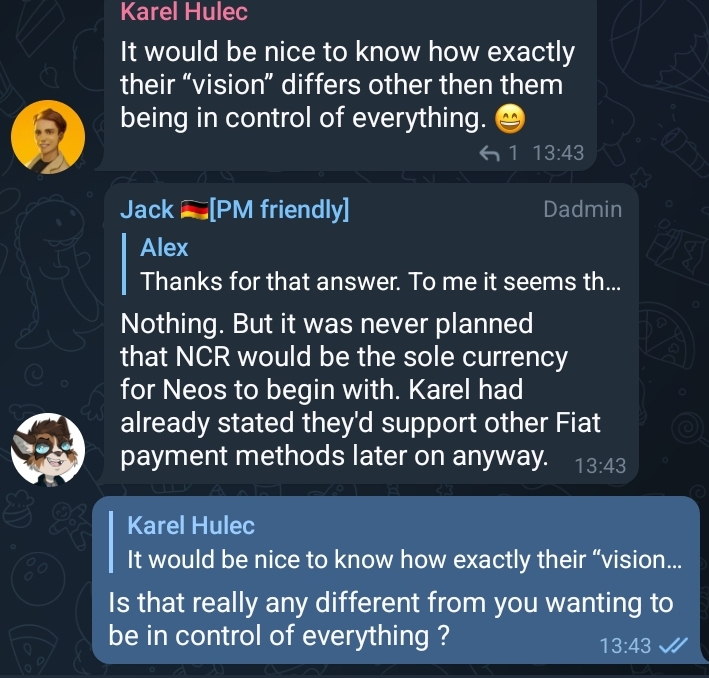 Karel Hulec
It would be nice to know how exactly
their “vision” differs other then them
being in control of everything. 😄
1 13:43
Jack 🇩🇪[PM friendly] Dadmin
Alex
Thanks for that answer. To me it seems th...
Nothing. But it was never planned
that NCR would be the sole currency
for Neos to begin with. Karel had
already stated they'd support other Fiat
payment methods later on anyway. 13:43
Karel Hulec
It would be nice to know how exactly their “vision...
Is that really any different from you wanting to
be in control of everything ? 13:43